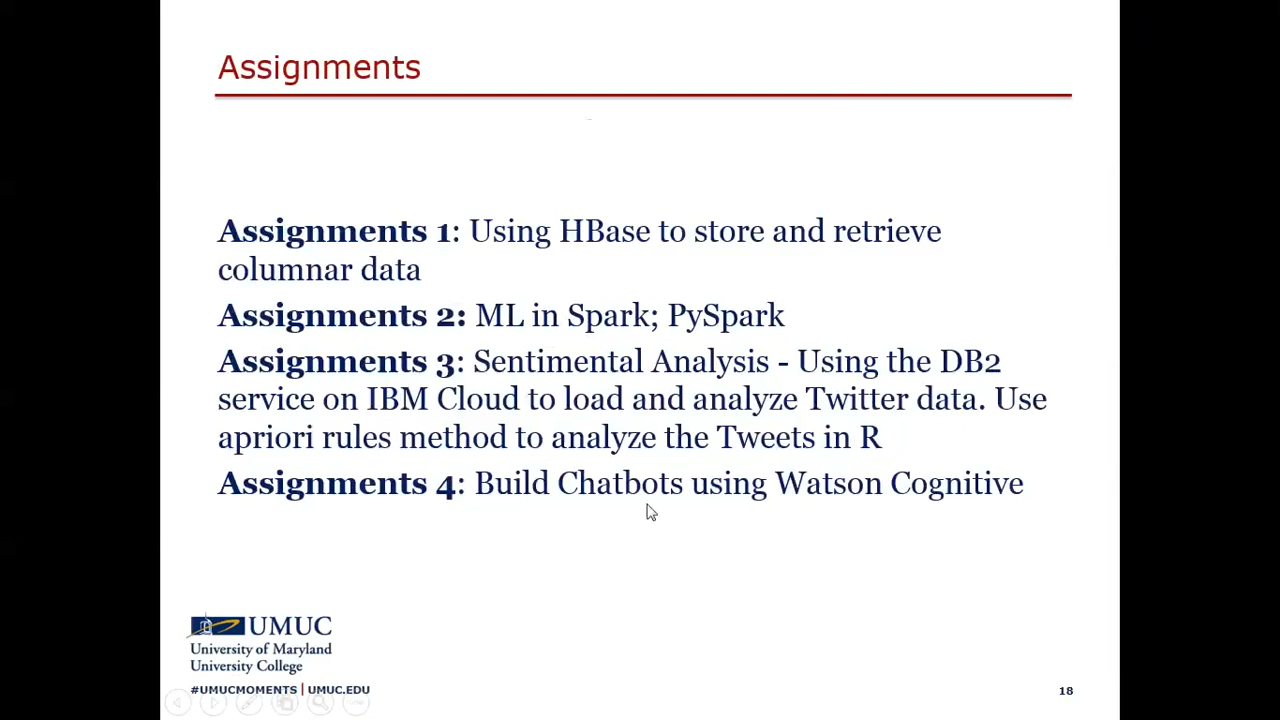 Assignments
Assignments 1: Using HBase to store and retrieve
columnar data
Assignments 2: ML in Spark; PySpark
Assignments 3: Sentimental Analysis - Using the DB2
service on IBM Cloud to load and analyze Twitter data. Use
apriori rules method to analyze the Tweets in R
Assignments 4: Build Chatbots using Watson Cognitive
UMUC
University of Maryland
University College
#UMUCMOMENTS | UMUC.EDU
18